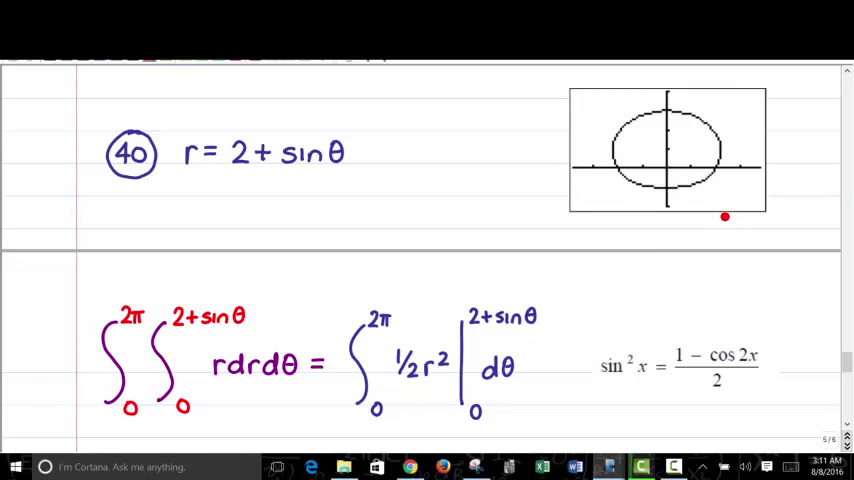 40 r = 2 + sinθ
∫₀^2π ∫₀^2+sinθ rdrdθ = ∫₀^2π ½r² |₀^2+sinθ dθ
sin² x = (1 − cos 2x)/2
5/6
I'm Cortana. Ask me anything.
3:11 AM
8/8/2016